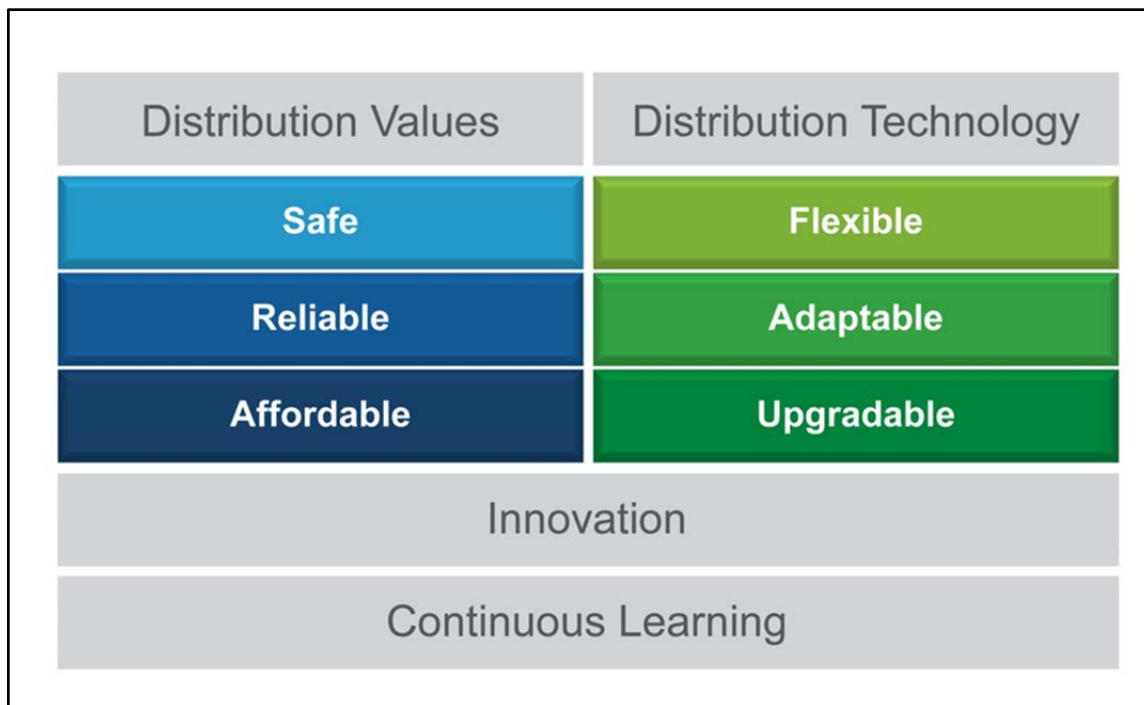 Distribution Values
Distribution Technology
Safe
Flexible
Reliable
Adaptable
Affordable
Upgradable
Innovation
Continuous Learning